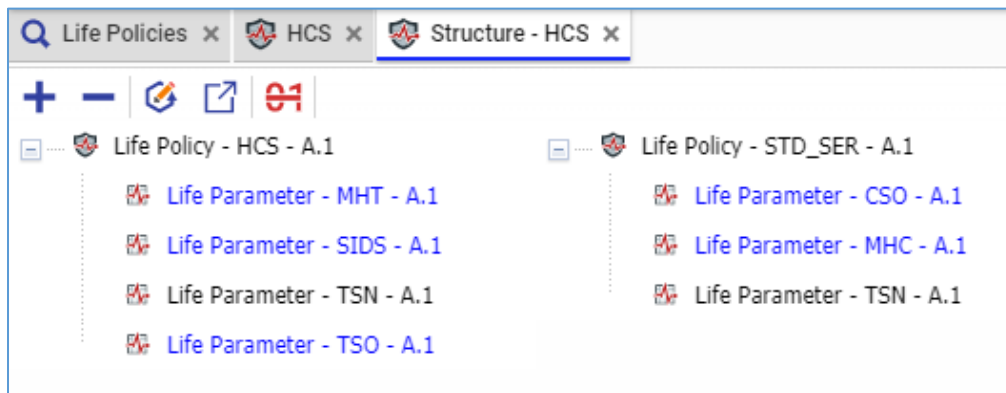 Life Policies × HCS × Structure - HCS ×
01
Life Policy - HCS - A.1
Life Parameter - MHT - A.1
Life Parameter - SIDS - A.1
Life Parameter - TSN - A.1
Life Parameter - TSO - A.1
Life Policy - STD_SER - A.1
Life Parameter - CSO - A.1
Life Parameter - MHC - A.1
Life Parameter - TSN - A.1